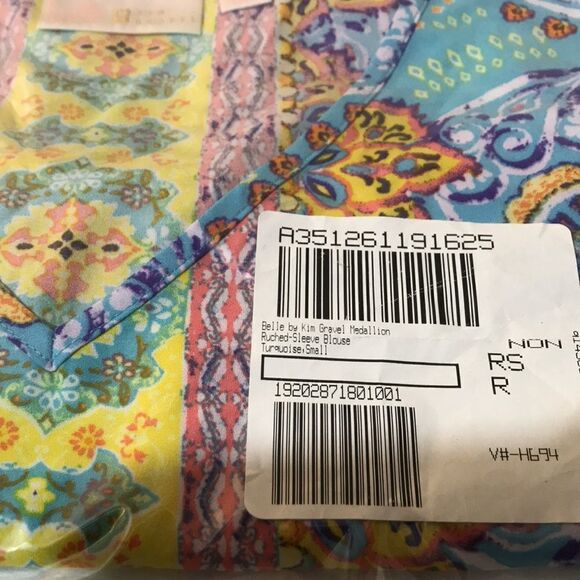 A351261191625
Belle by Kim Gravel Medallion
Ruched-Sleeve Blouse
Turquoise,Small
19202871801001
NON
RS
R
V#-H694